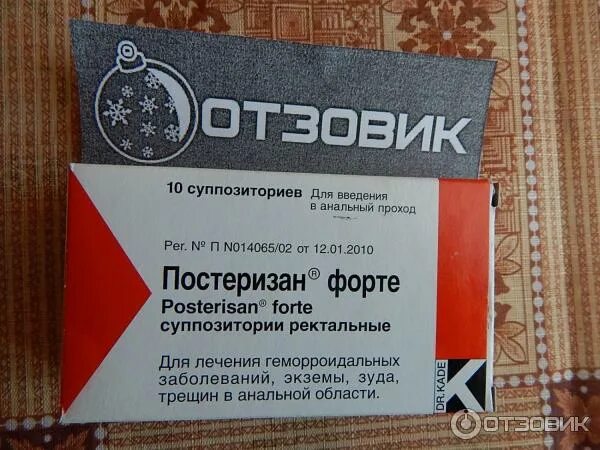 ОТЗОВИК
10 суппозиториев Для введения
в анальный проход
Рег. № П N014065/02 от 12.01.2010
Постеризан® форте
Posterisan® forte
суппозитории ректальные
Для лечения геморроидальных
заболеваний, экземы, зуда,
трещин в анальной области.
DR. KADE
K
ОТЗОВИК